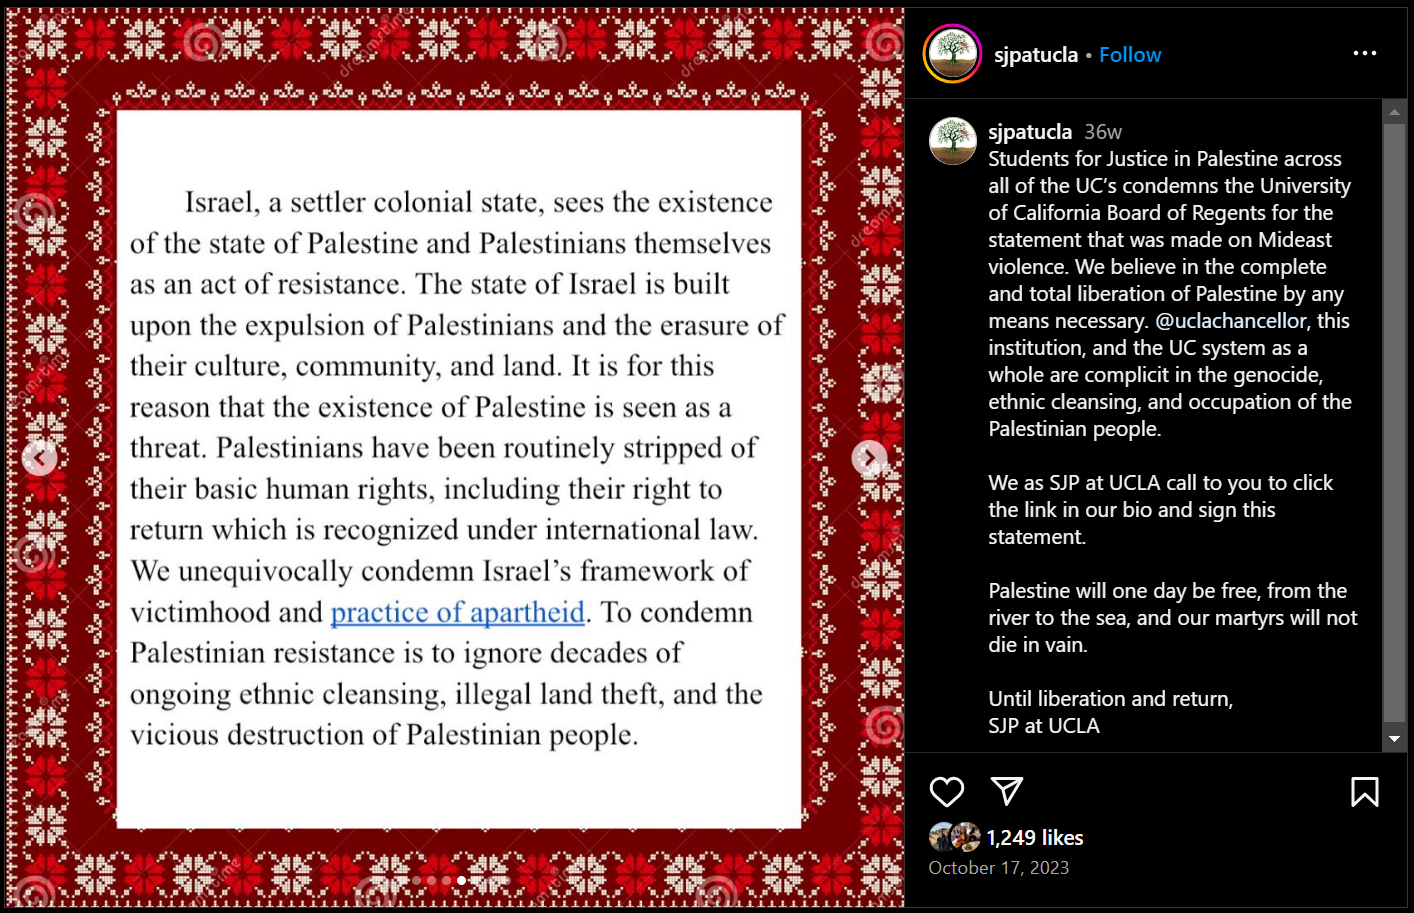 Israel, a settler colonial state, sees the existence
of the state of Palestine and Palestinians themselves
as an act of resistance. The state of Israel is built
upon the expulsion of Palestinians and the erasure of
their culture, community, and land. It is for this
reason that the existence of Palestine is seen as a
threat. Palestinians have been routinely stripped of
their basic human rights, including their right to
return which is recognized under international law.
We unequivocally condemn Israel’s framework of
victimhood and practice of apartheid. To condemn
Palestinian resistance is to ignore decades of
ongoing ethnic cleansing, illegal land theft, and the
vicious destruction of Palestinian people.
sjpatucla • Follow
sjpatucla 36w
Students for Justice in Palestine across
all of the UC’s condemns the University
of California Board of Regents for the
statement that was made on Mideast
violence. We believe in the complete
and total liberation of Palestine by any
means necessary. @uclachancellor, this
institution, and the UC system as a
whole are complicit in the genocide,
ethnic cleansing, and occupation of the
Palestinian people.
We as SJP at UCLA call to you to click
the link in our bio and sign this
statement.
Palestine will one day be free, from the
river to the sea, and our martyrs will not
die in vain.
Until liberation and return,
SJP at UCLA
1,249 likes
October 17, 2023
dreamstime